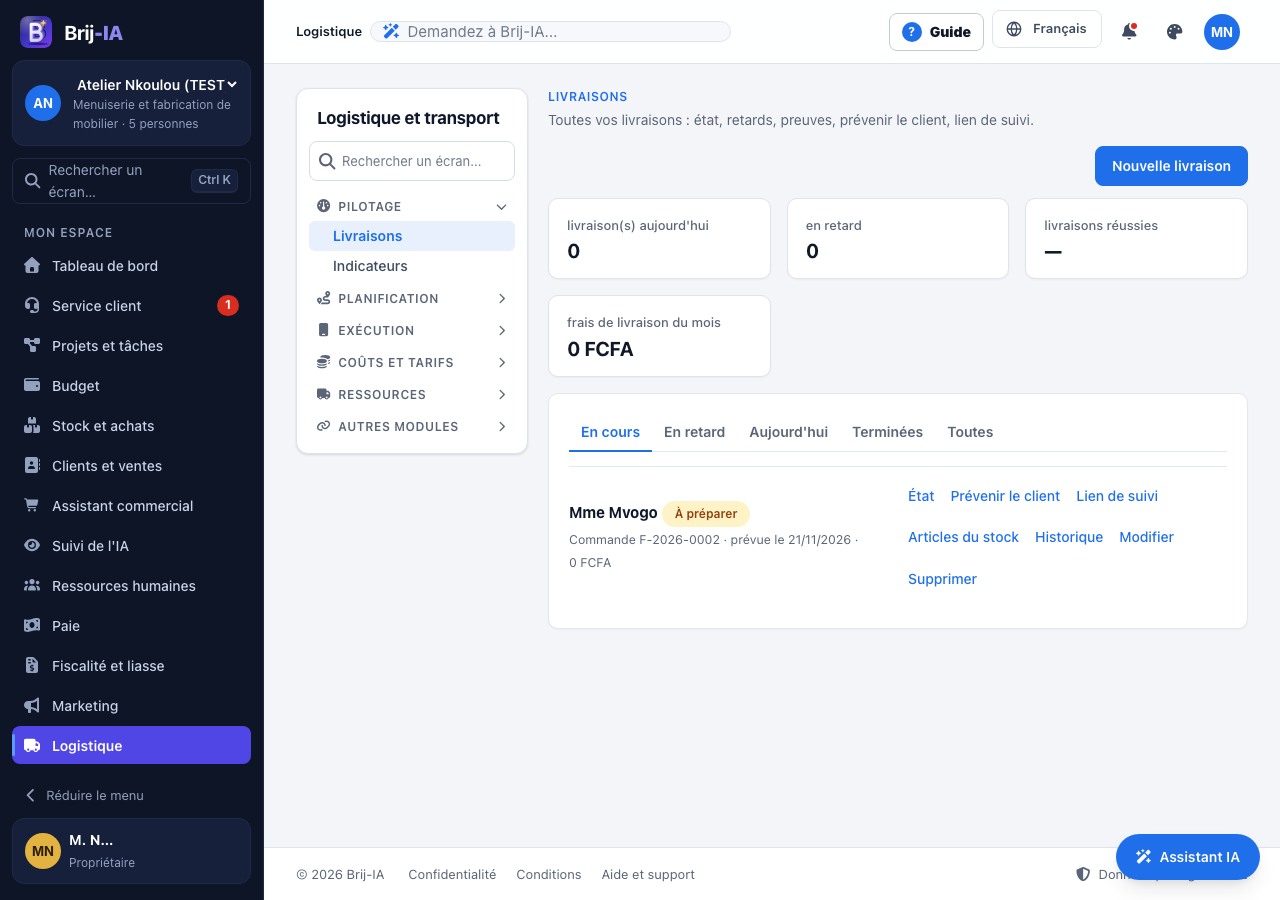 Brij-IA
AN
Atelier Nkoulou (TEST
Menuiserie et fabrication de
mobilier · 5 personnes
Rechercher un
écran...
Ctrl K
MON ESPACE
Tableau de bord
Service client
1
Projets et tâches
Budget
Stock et achats
Clients et ventes
Assistant commercial
Suivi de l'IA
Ressources humaines
Paie
Fiscalité et liasse
Marketing
Logistique
Réduire le menu
MN
M. N...
Propriétaire
Logistique
Demandez à Brij-IA...
? Guide
Français
MN
Logistique et transport
Rechercher un écran...
PILOTAGE
Livraisons
Indicateurs
PLANIFICATION
EXÉCUTION
COÛTS ET TARIFS
RESSOURCES
AUTRES MODULES
LIVRAISONS
Toutes vos livraisons : état, retards, preuves, prévenir le client, lien de suivi.
Nouvelle livraison
livraison(s) aujourd'hui
0
en retard
0
livraisons réussies
—
frais de livraison du mois
0 FCFA
En cours
En retard
Aujourd'hui
Terminées
Toutes
Mme Mvogo
À préparer
Commande F-2026-0002 · prévue le 21/11/2026 ·
0 FCFA
État
Prévenir le client
Lien de suivi
Articles du stock
Historique
Modifier
Supprimer
© 2026 Brij-IA
Confidentialité
Conditions
Aide et support
Assistant IA